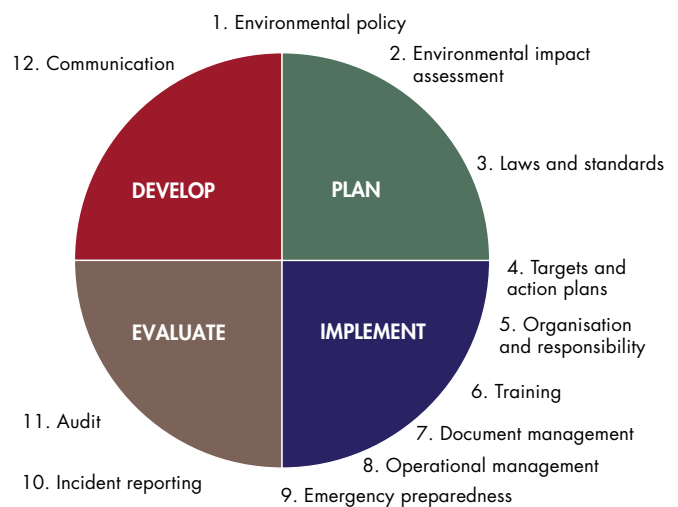 1. Environmental policy
2. Environmental impact
assessment
3. Laws and standards
4. Targets and
action plans
5. Organisation
and responsibility
6. Training
7. Document management
8. Operational management
9. Emergency preparedness
10. Incident reporting
11. Audit
12. Communication
DEVELOP
PLAN
EVALUATE
IMPLEMENT